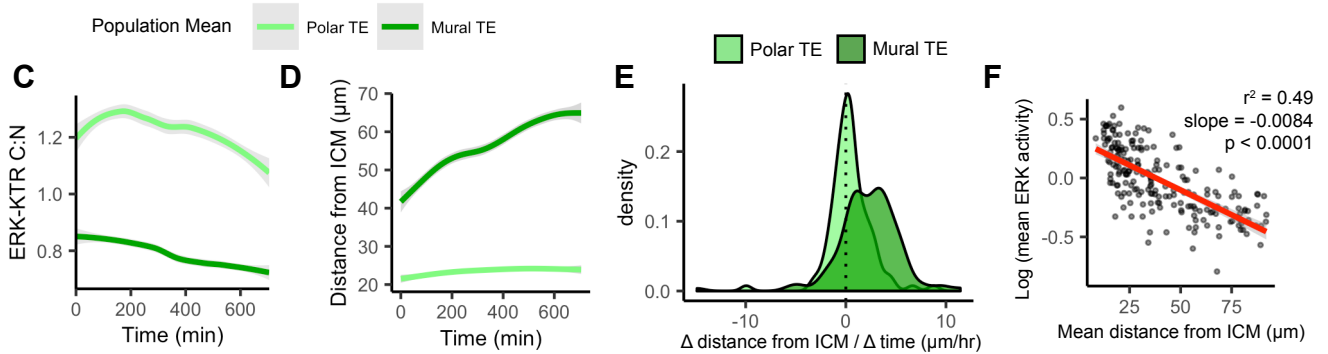 Population Mean Polar TE Mural TE
C
ERK-KTR C:N
1.2
1.0
0.8
0 200 400 600
Time (min)
D
Distance from ICM (µm)
70
60
50
40
30
20
0 200 400 600
Time (min)
Polar TE Mural TE
E
density
0.2
0.1
0.0
-10 0 10
Δ distance from ICM / Δ time (µm/hr)
F
r² = 0.49
slope = -0.0084
p < 0.0001
Log (mean ERK activity)
0.5
0.0
-0.5
25 50 75
Mean distance from ICM (µm)